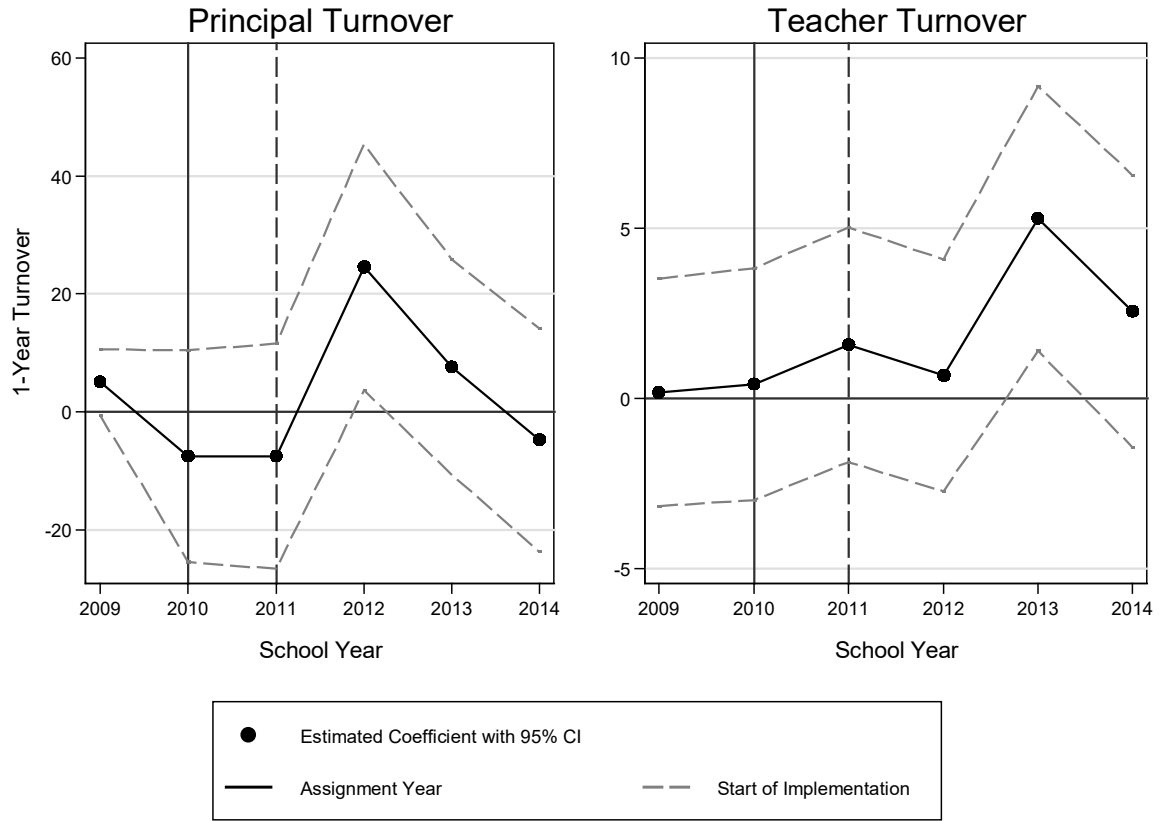 Principal Turnover
Teacher Turnover
1-Year Turnover
60
40
20
0
-20
2009 2010 2011 2012 2013 2014
School Year
10
5
0
-5
2009 2010 2011 2012 2013 2014
School Year
Estimated Coefficient with 95% CI
Assignment Year
Start of Implementation